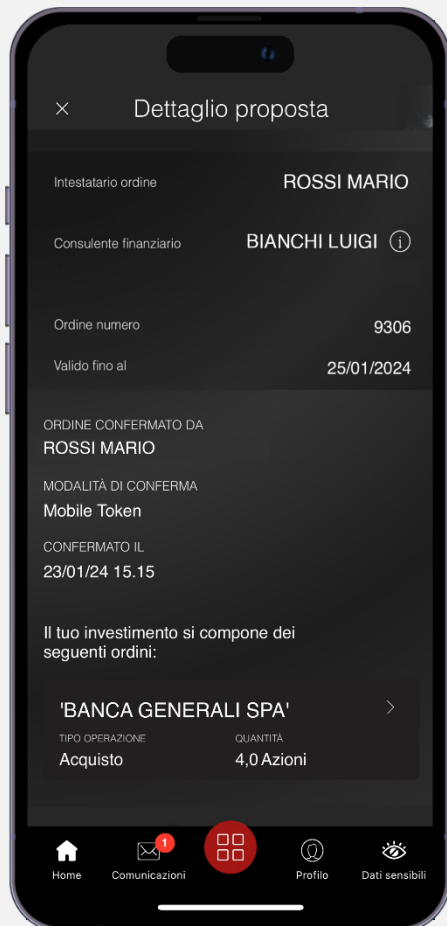 Dettaglio proposta
Intestatario ordine ROSSI MARIO
Consulente finanziario BIANCHI LUIGI i
Ordine numero 9306
Valido fino al 25/01/2024
ORDINE CONFERMATO DA
ROSSI MARIO
MODALITÀ DI CONFERMA
Mobile Token
CONFERMATO IL
23/01/24 15.15
Il tuo investimento si compone dei
seguenti ordini:
'BANCA GENERALI SPA'
TIPO OPERAZIONE QUANTITÀ
Acquisto 4,0 Azioni
1
Home Comunicazioni Profilo Dati sensibili